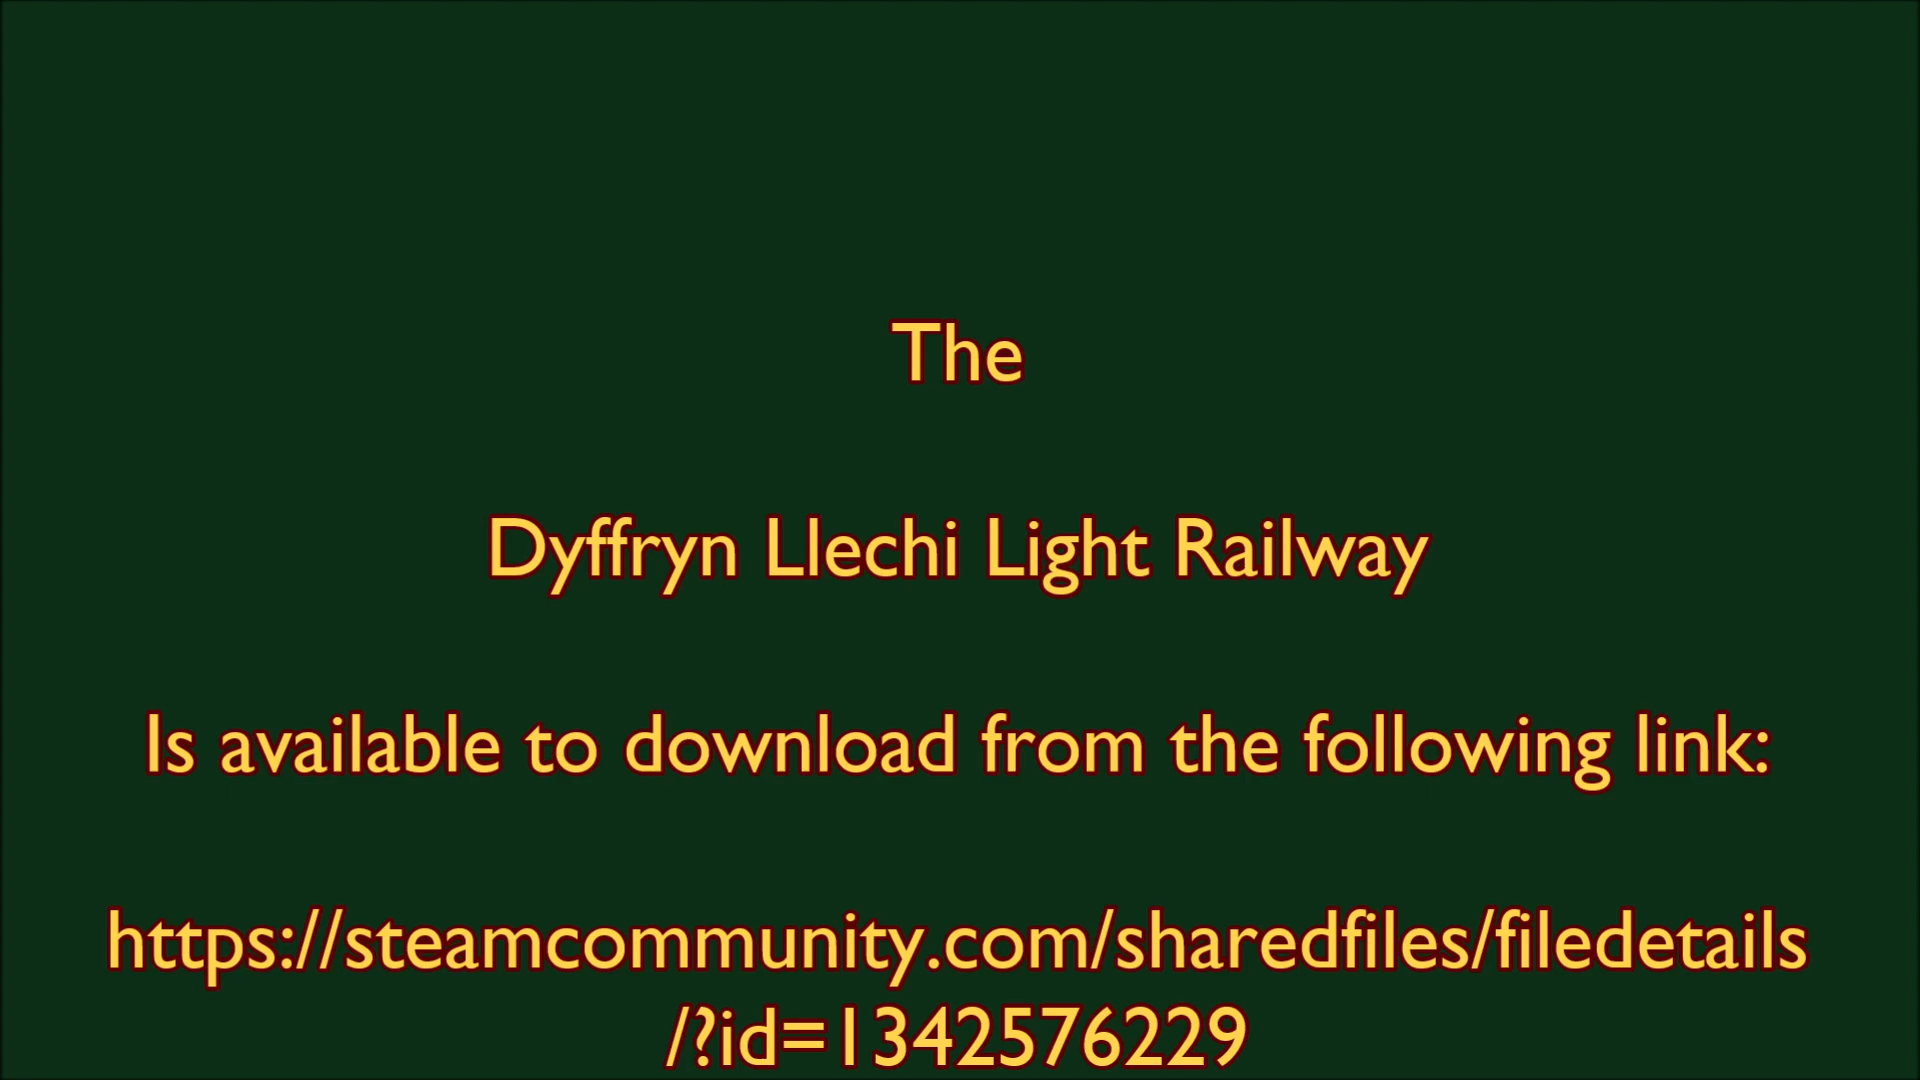 The
Dyffryn Llechi Light Railway
Is available to download from the following link:
https://steamcommunity.com/sharedfiles/filedetails
/?id=1342576229